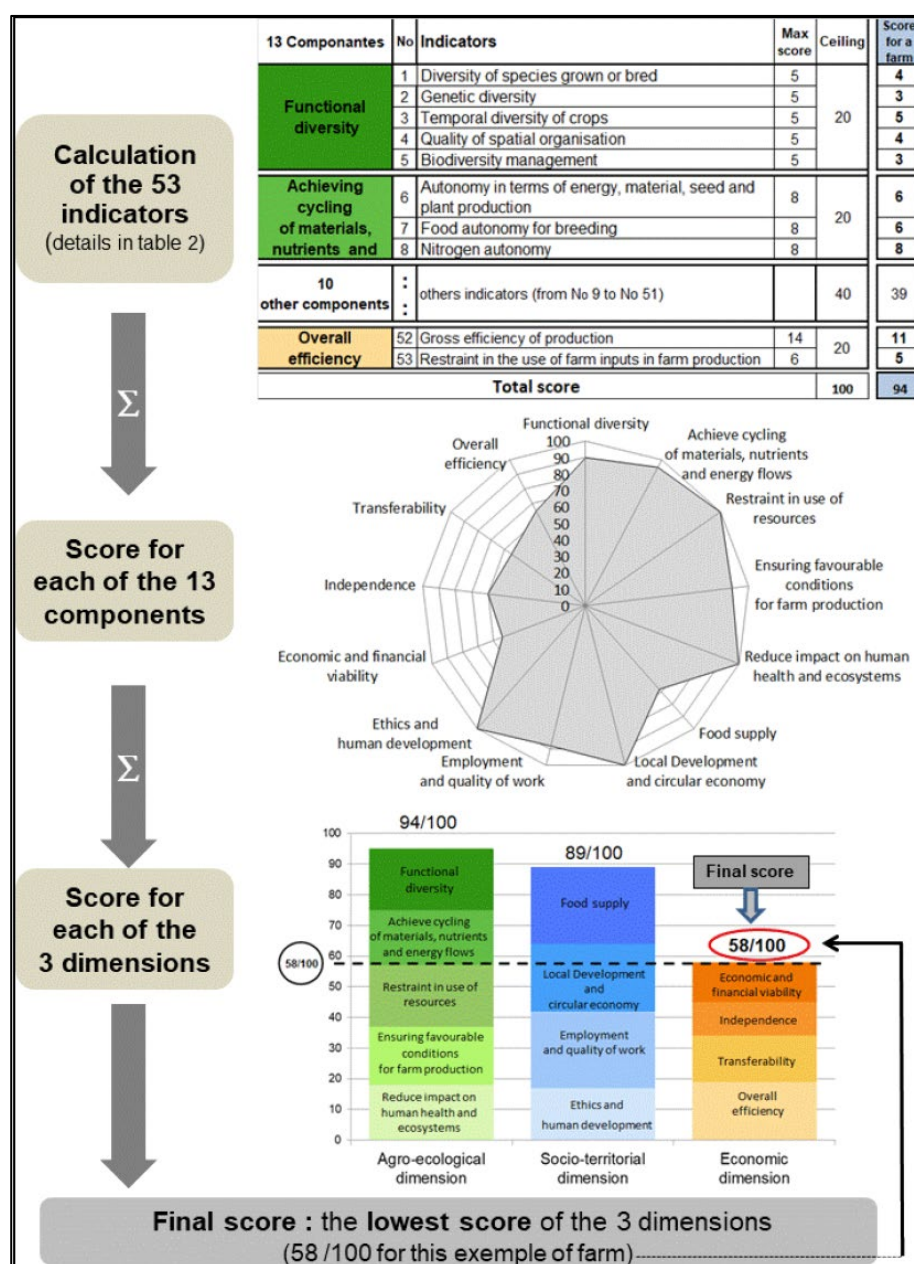 13 Componantes No Indicators Max score Ceiling Score for a farm
Functional diversity
1 Diversity of species grown or bred 5 4
2 Genetic diversity 5 3
3 Temporal diversity of crops 5 20 5
4 Quality of spatial organisation 5 4
5 Biodiversity management 5 3
Achieving cycling of materials, nutrients and
6 Autonomy in terms of energy, material, seed and plant production 8 6
7 Food autonomy for breeding 8 20 6
8 Nitrogen autonomy 8 8
10 other components : : others indicators (from No 9 to No 51) 40 39
Overall efficiency
52 Gross efficiency of production 14 20 11
53 Restraint in the use of farm inputs in farm production 6 5
Total score 100 94
Calculation
of the 53
indicators
(details in table 2)
Σ
Score for
each of the 13
components
Σ
Score for
each of the
3 dimensions
Functional diversity
Achieve cycling
of materials, nutrients
and energy flows
Restraint in use of
resources
Ensuring favourable
conditions
for farm production
Reduce impact on human
health and ecosystems
Food supply
Local Development
and circular economy
Employment
and quality of work
Ethics and
human development
Economic and financial
viability
Independence
Transferability
Overall
efficiency
100
90
80
70
60
50
40
30
20
10
0
94/100
89/100
Final score
58/100
58/100
100
90
80
70
60
50
40
30
20
10
0
Functional
diversity
Achieve cycling
of materials, nutrients
and energy flows
Restraint in use of
resources
Ensuring favourable
conditions
for farm production
Reduce impact on
human health and
ecosystems
Food supply
Local Development
and
circular economy
Employment
and quality of work
Ethics and
human development
Economic and
financial viability
Independence
Transferability
Overall
efficiency
Agro-ecological
dimension
Socio-territorial
dimension
Economic
dimension
Final score : the lowest score of the 3 dimensions
(58 /100 for this exemple of farm)